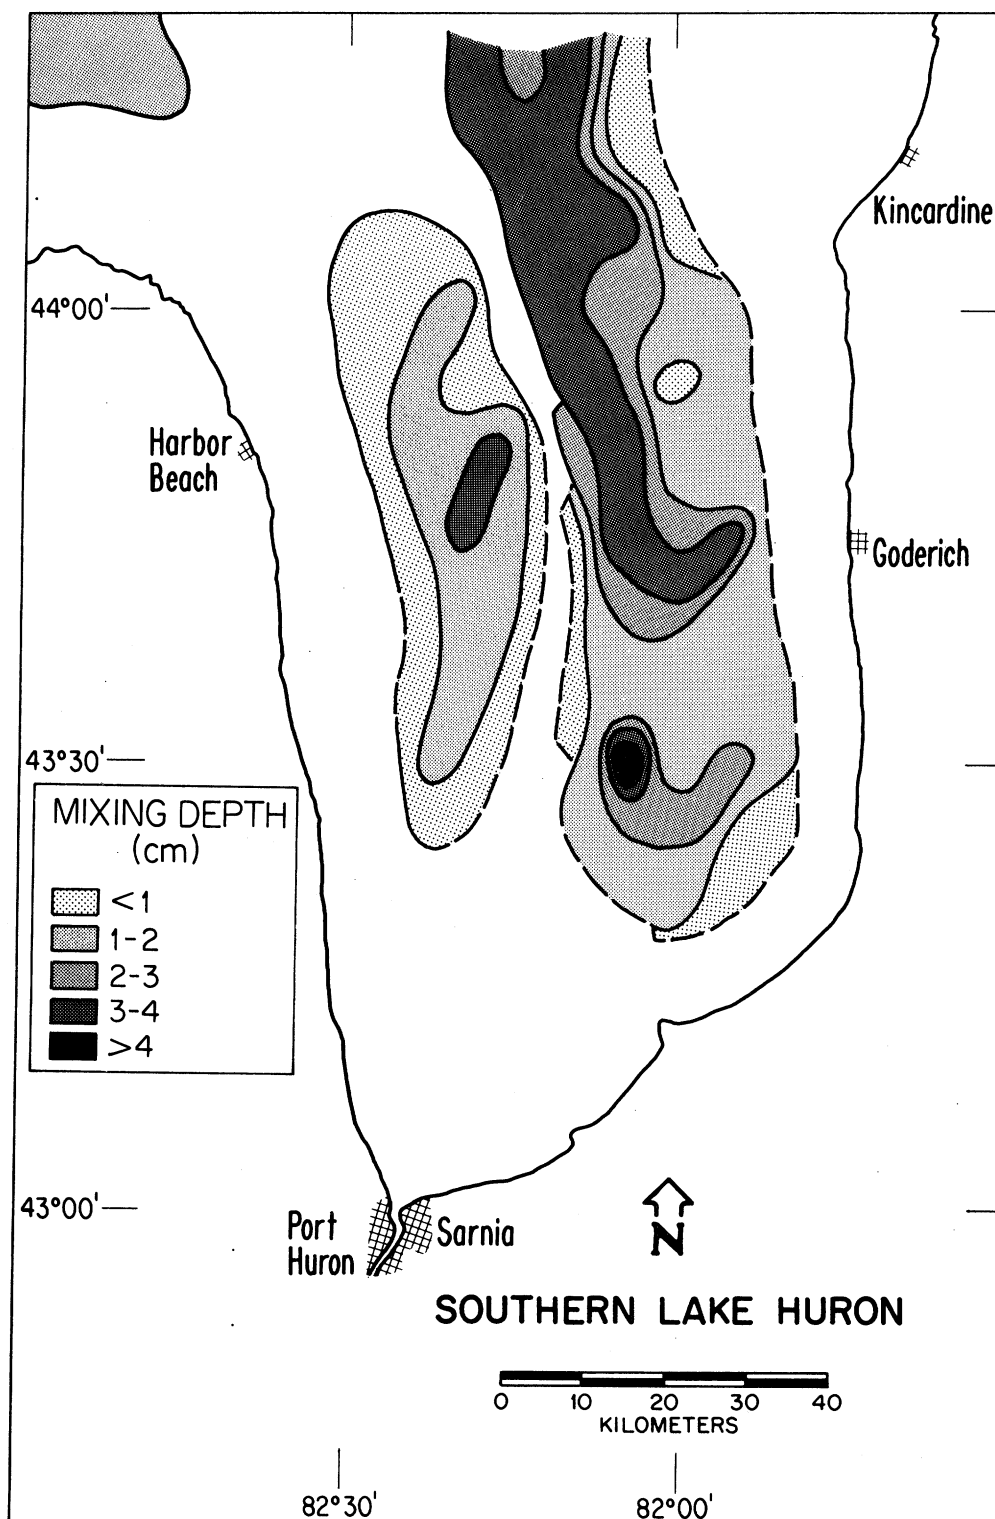 Kincardine
44°00'
Harbor
Beach
Goderich
43°30'
MIXING DEPTH
(cm)
<1
1-2
2-3
3-4
>4
43°00'
Port
Huron
Sarnia
N
SOUTHERN LAKE HURON
0 10 20 30 40
KILOMETERS
82°30' 82°00'